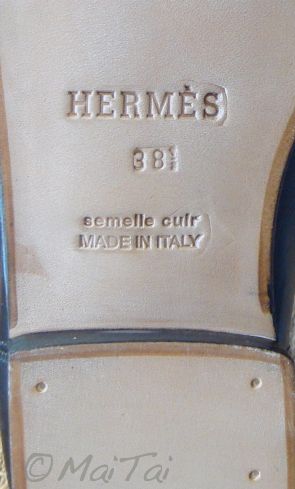 HERMÈS
38½
semelle cuir
MADE IN ITALY
© MaiTai